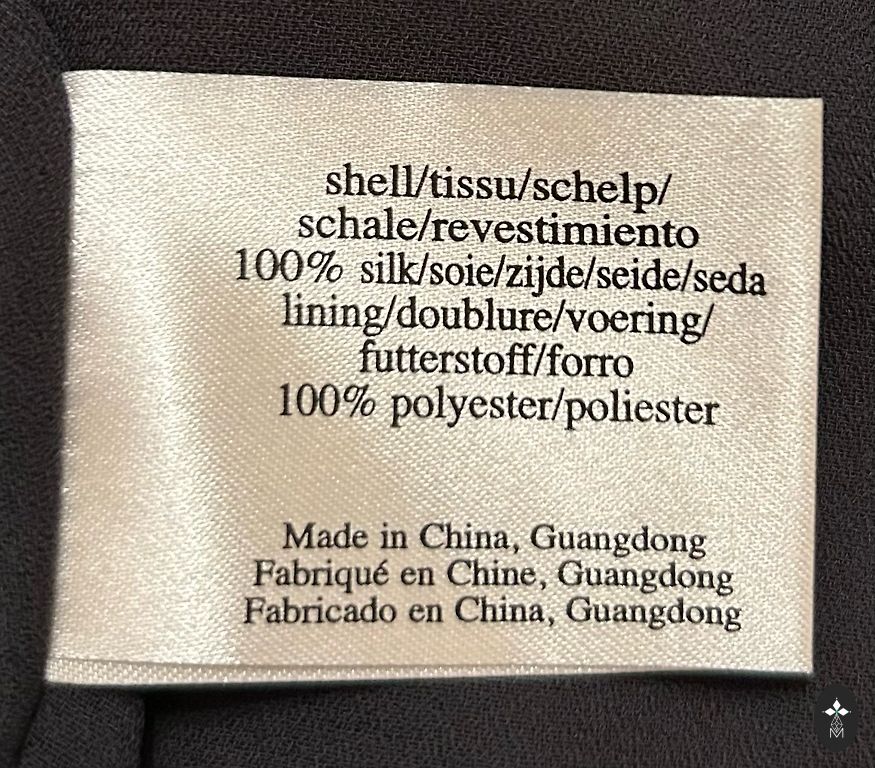 shell/tissu/schelp/
schale/revestimiento
100% silk/soie/zijde/seide/seda
lining/doublure/voering/
futterstoff/forro
100% polyester/poliester
Made in China, Guangdong
Fabriqué en Chine, Guangdong
Fabricado en China, Guangdong
M